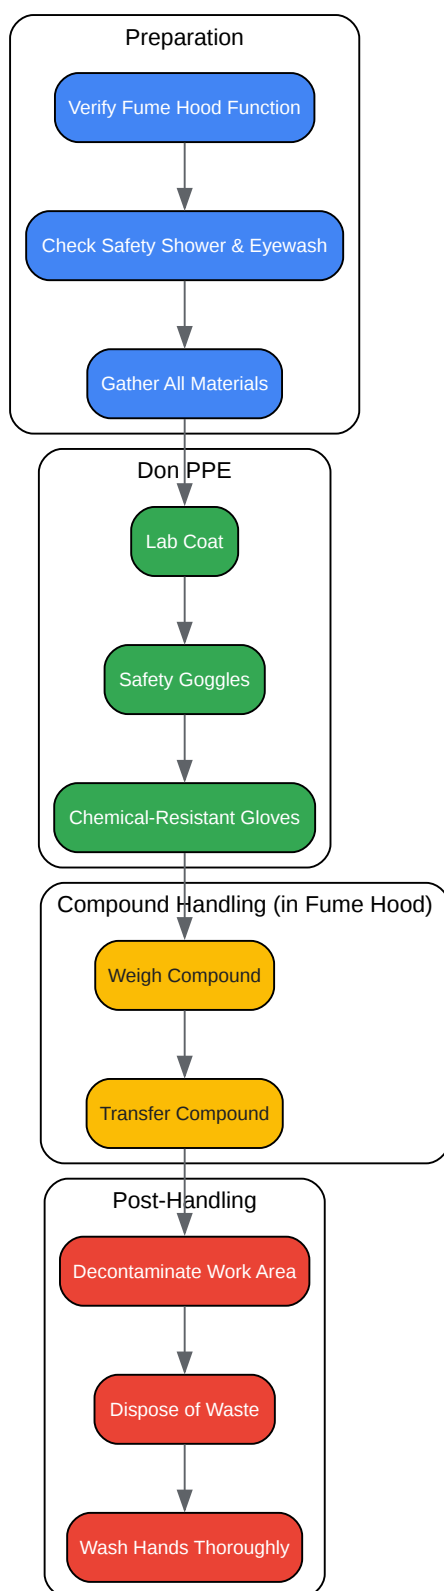 Preparation
Verify Fume Hood Function
Check Safety Shower & Eyewash
Gather All Materials
Don PPE
Lab Coat
Safety Goggles
Chemical-Resistant Gloves
Compound Handling (in Fume Hood)
Weigh Compound
Transfer Compound
Post-Handling
Decontaminate Work Area
Dispose of Waste
Wash Hands Thoroughly